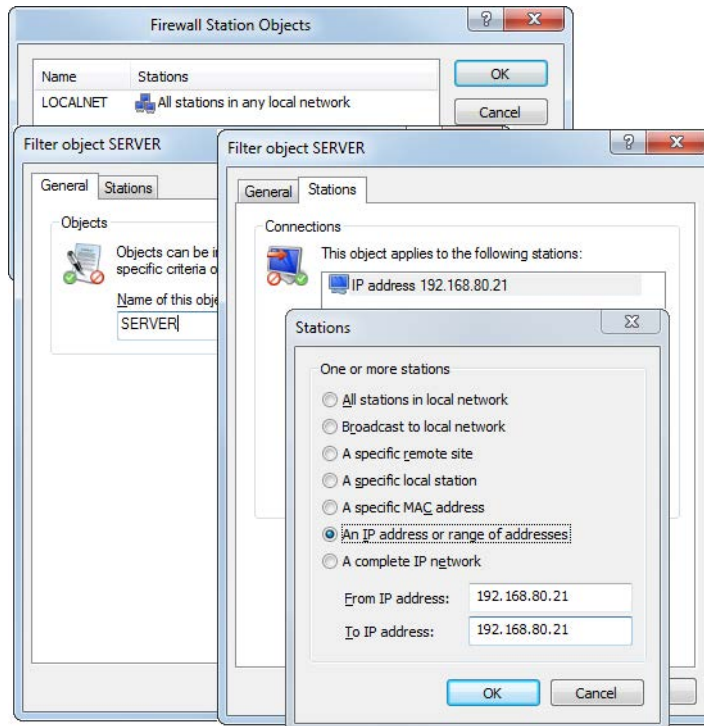 Firewall Station Objects
Name Stations
LOCALNET All stations in any local network
OK
Cancel
Filter object SERVER
General Stations
Objects
Objects can be i
specific criteria o
Name of this obje
SERVER
Filter object SERVER
General Stations
Connections
This object applies to the following stations:
IP address 192.168.80.21
Stations
One or more stations
All stations in local network
Broadcast to local network
A specific remote site
A specific local station
A specific MAC address
An IP address or range of addresses
A complete IP network
From IP address: 192.168.80.21
To IP address: 192.168.80.21
OK Cancel